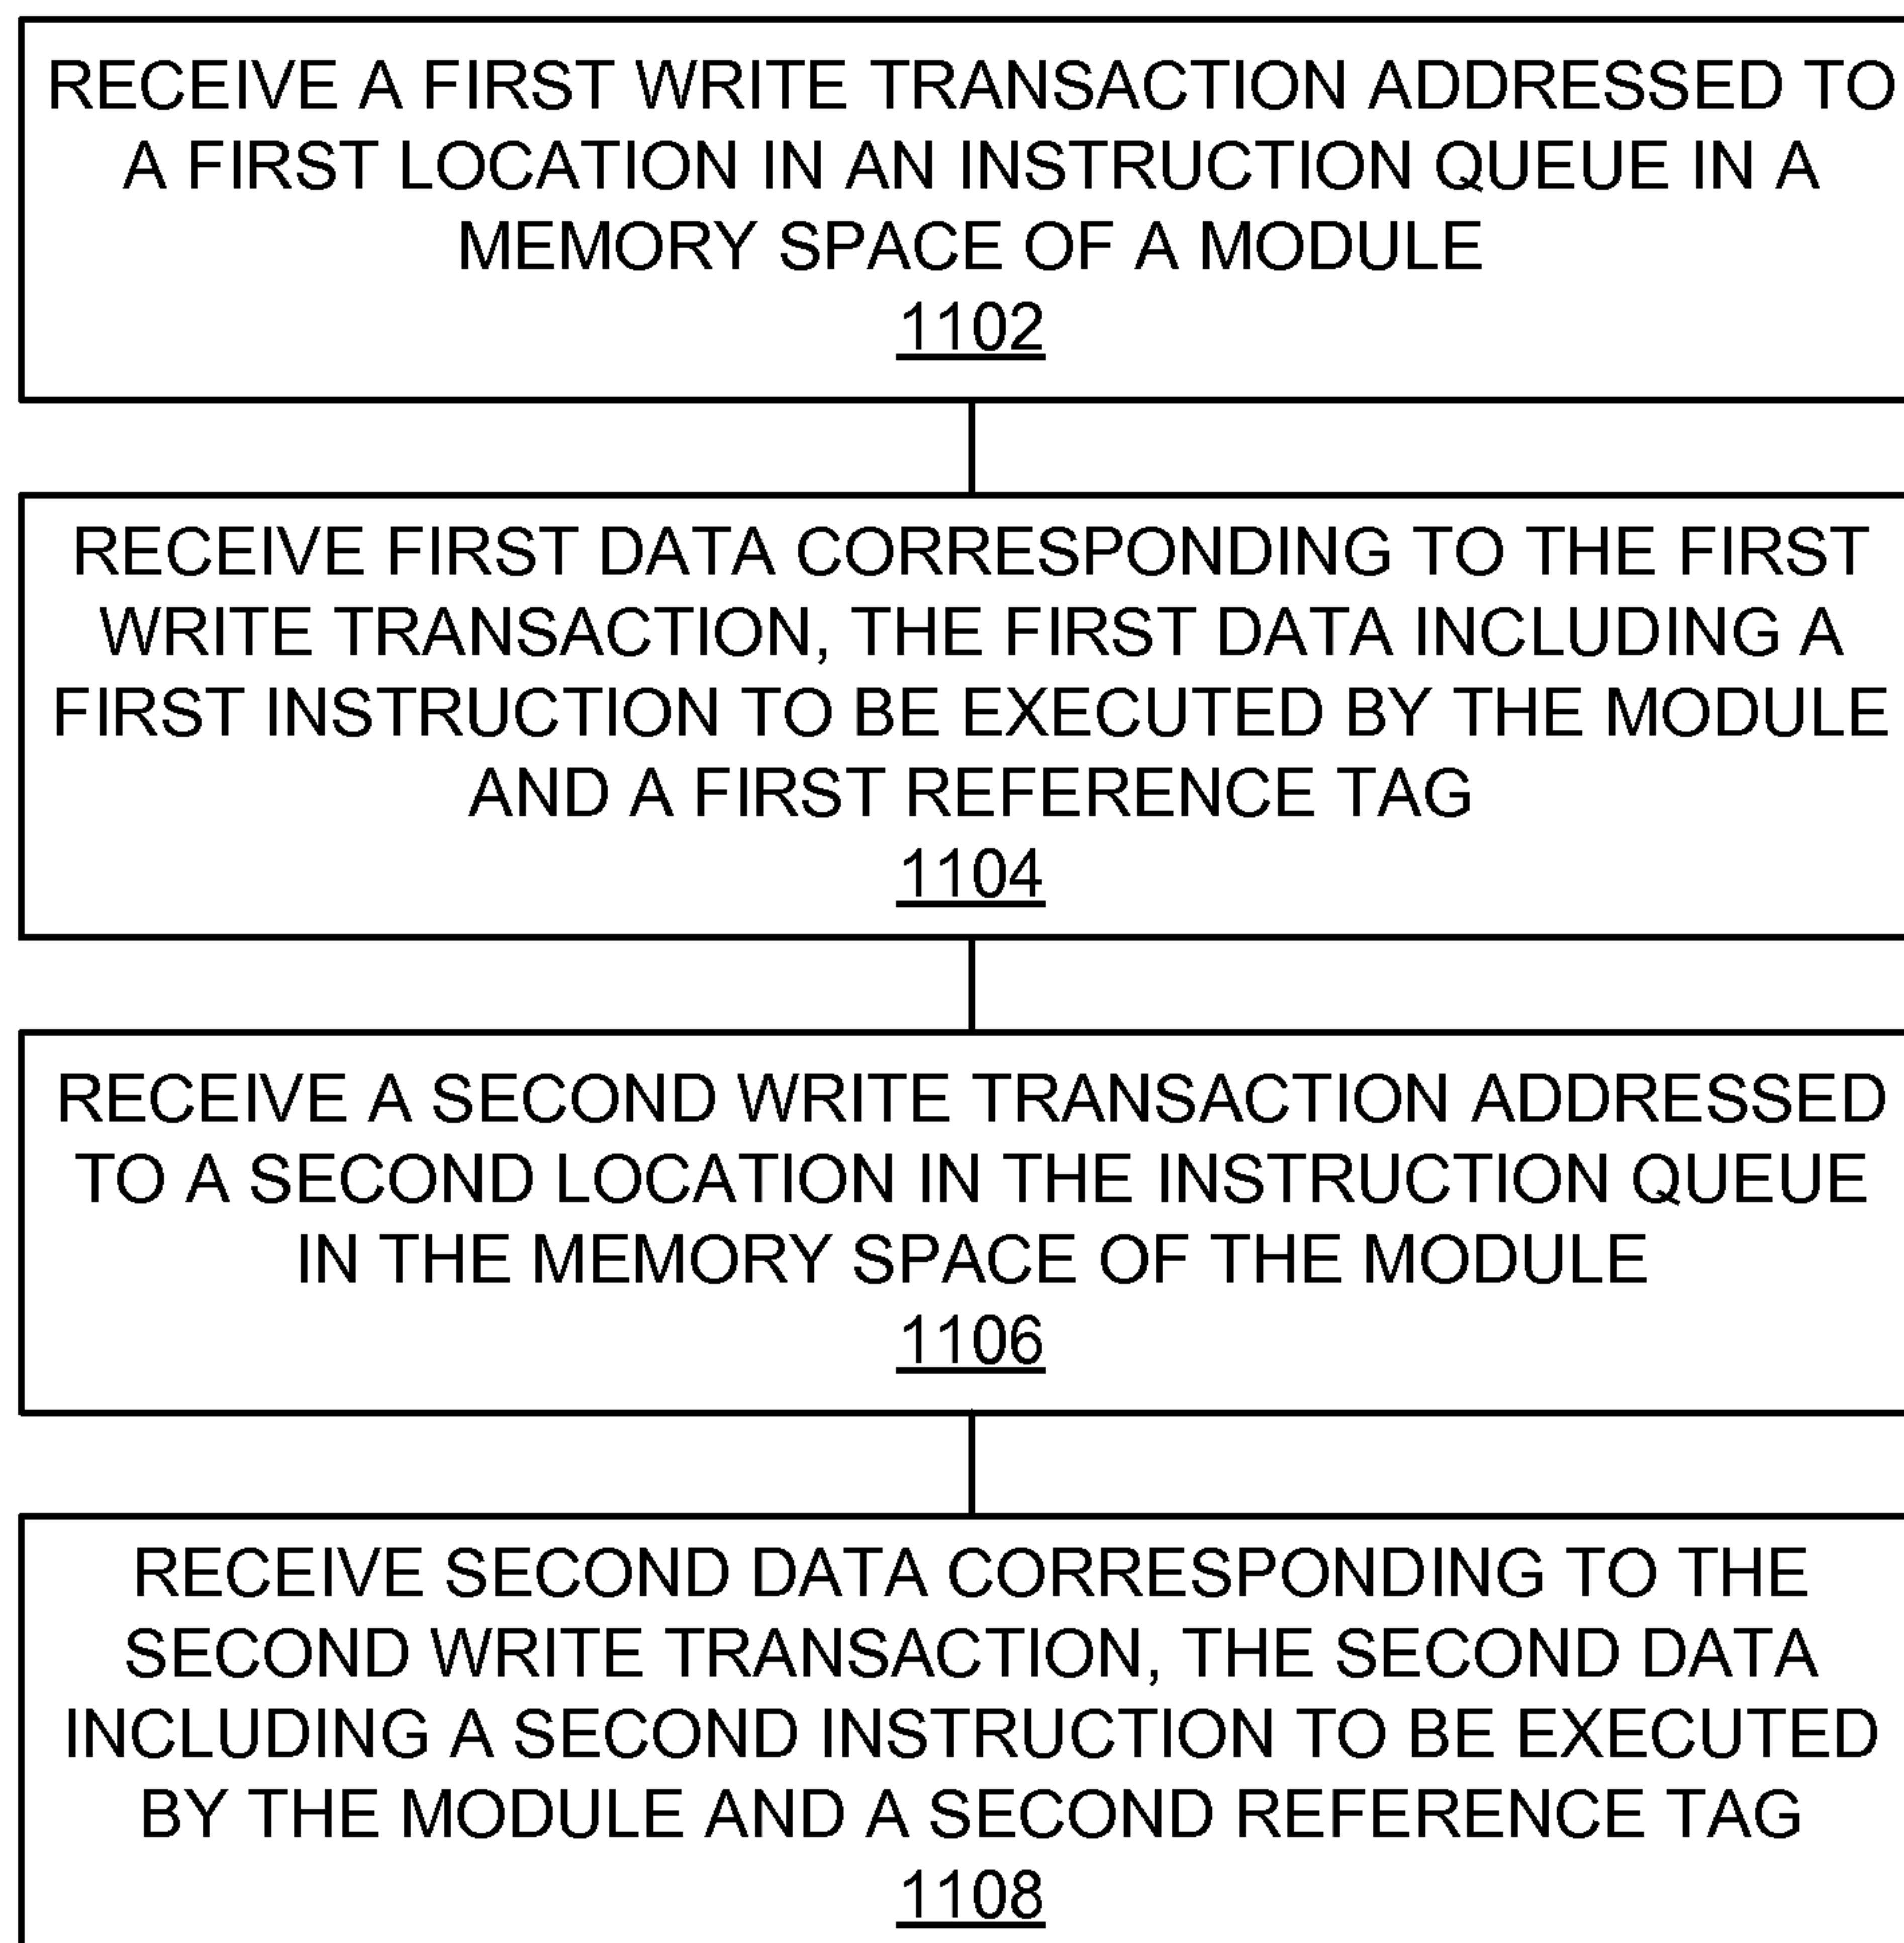 RECEIVE A FIRST WRITE TRANSACTION ADDRESSED TO
A FIRST LOCATION IN AN INSTRUCTION QUEUE IN A
MEMORY SPACE OF A MODULE
1102
RECEIVE FIRST DATA CORRESPONDING TO THE FIRST
WRITE TRANSACTION, THE FIRST DATA INCLUDING A
FIRST INSTRUCTION TO BE EXECUTED BY THE MODULE
AND A FIRST REFERENCE TAG
1104
RECEIVE A SECOND WRITE TRANSACTION ADDRESSED
TO A SECOND LOCATION IN THE INSTRUCTION QUEUE
IN THE MEMORY SPACE OF THE MODULE
1106
RECEIVE SECOND DATA CORRESPONDING TO THE
SECOND WRITE TRANSACTION, THE SECOND DATA
INCLUDING A SECOND INSTRUCTION TO BE EXECUTED
BY THE MODULE AND A SECOND REFERENCE TAG
1108